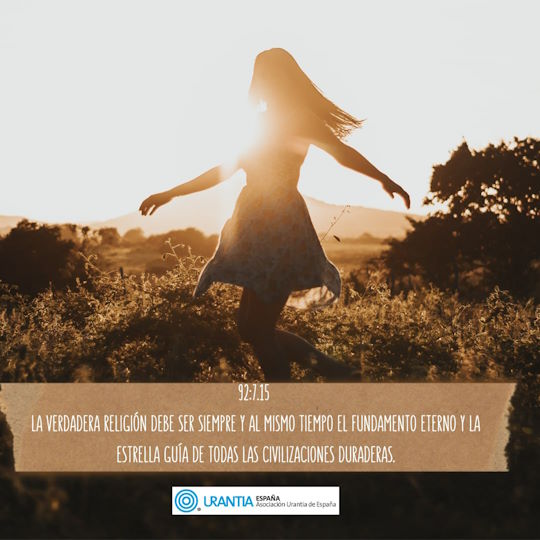 92:7.15
LA VERDADERA RELIGIÓN DEBE SER SIEMPRE Y AL MISMO TIEMPO EL FUNDAMENTO ETERNO Y LA
ESTRELLA GUÍA DE TODAS LAS CIVILIZACIONES DURADERAS.
URANTIA ESPAÑA
Asociación Urantia de España